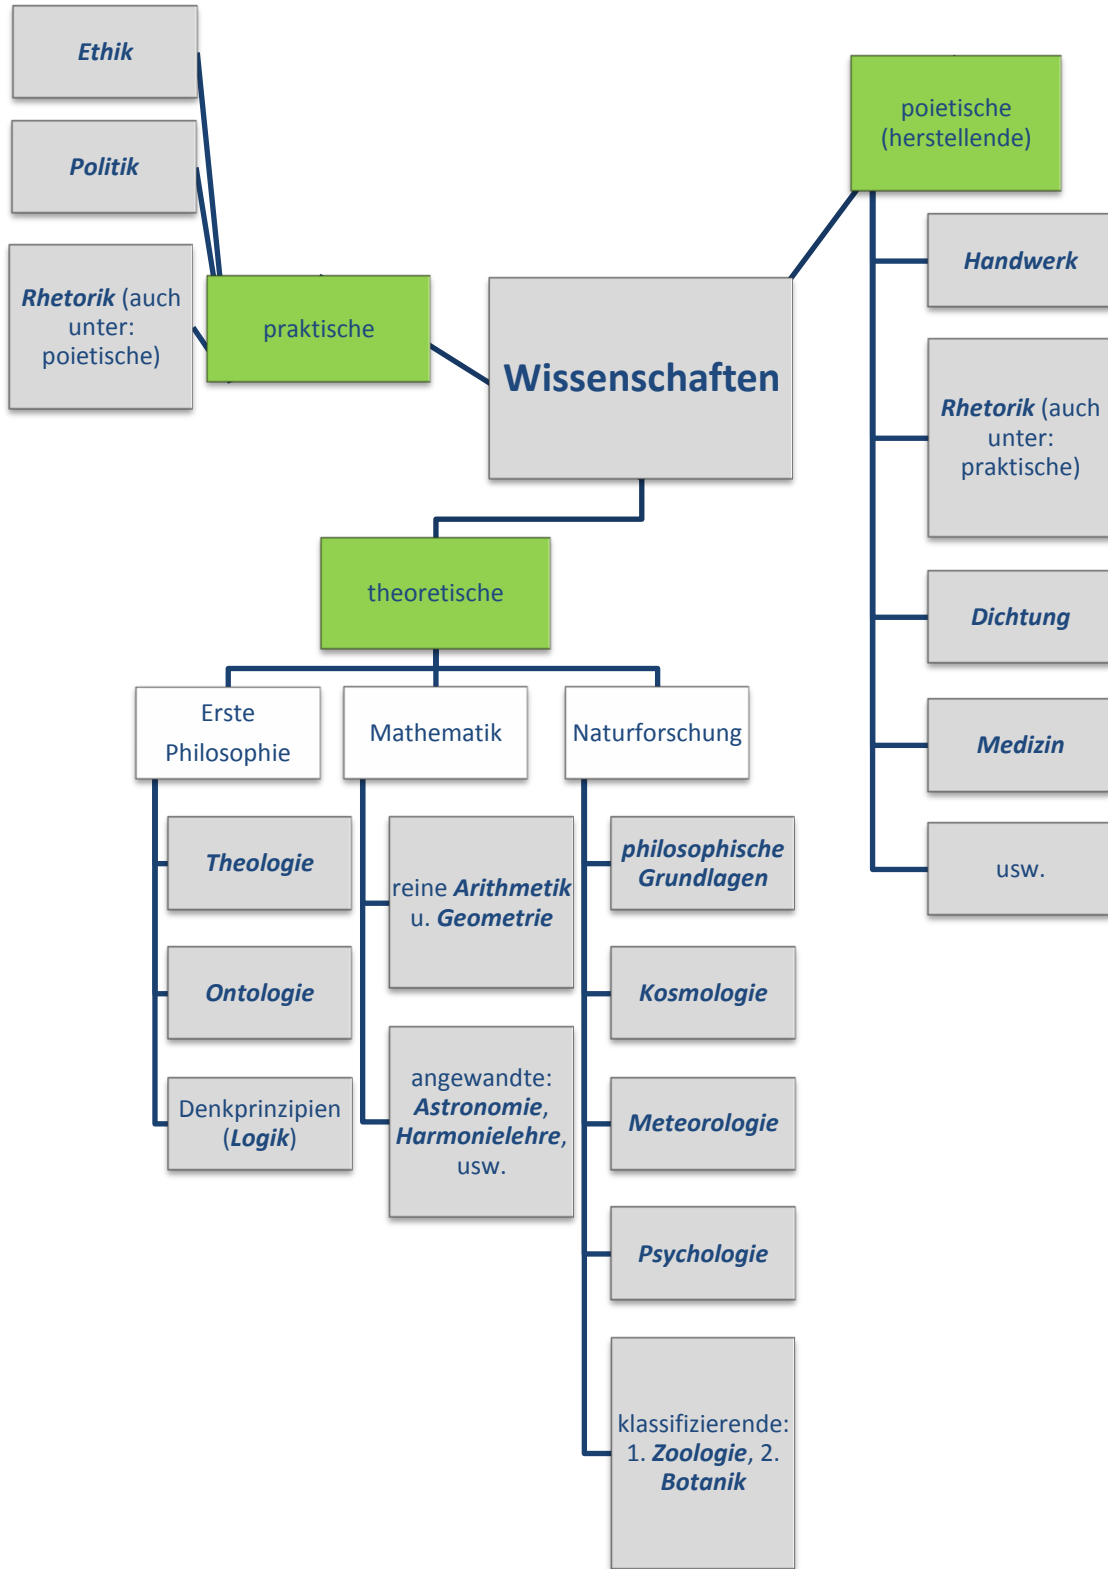 Ethik
Politik
Rhetorik (auch
unter:
poietische)
praktische
Wissenschaften
poietische
(herstellende)
Handwerk
Rhetorik (auch
unter:
praktische)
Dichtung
Medizin
usw.
theoretische
Erste
Philosophie
Theologie
Ontologie
Denkprinzipien
(Logik)
Mathematik
reine Arithmetik
u. Geometrie
angewandte:
Astronomie,
Harmonielehre,
usw.
Naturforschung
philosophische
Grundlagen
Kosmologie
Meteorologie
Psychologie
klassifizierende:
1. Zoologie, 2.
Botanik